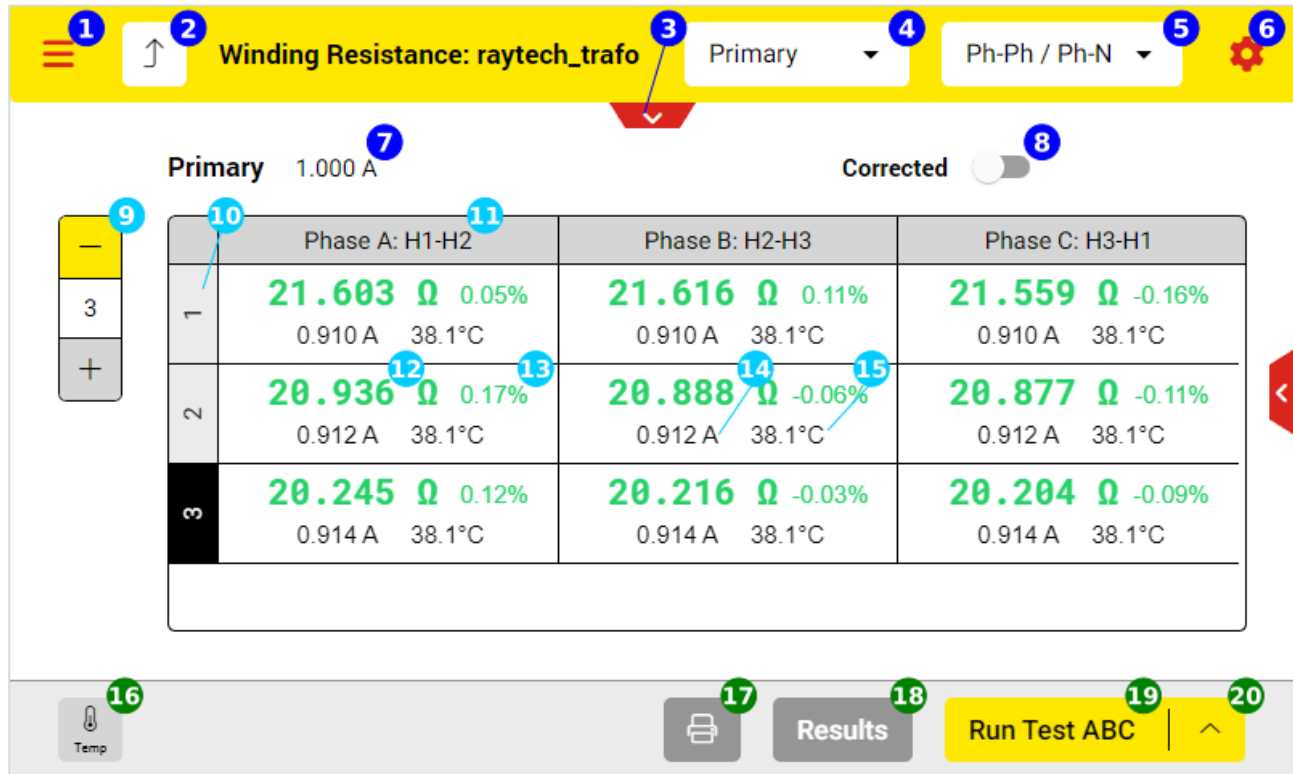 1 2 3 4 5 6
Winding Resistance: raytech_trafo Primary Ph-Ph / Ph-N
7 8
Primary 1.000 A Corrected
9 10 11
Phase A: H1-H2 Phase B: H2-H3 Phase C: H3-H1
21.603 Ω 0.05% 21.616 Ω 0.11% 21.559 Ω -0.16%
3 1
0.910 A 38.1°C 0.910 A 38.1°C 0.910 A 38.1°C
12 13 14 15
20.936 Ω 0.17% 20.888 Ω -0.06% 20.877 Ω -0.11%
2
0.912 A 38.1°C 0.912 A 38.1°C 0.912 A 38.1°C
20.245 Ω 0.12% 20.216 Ω -0.03% 20.204 Ω -0.09%
3
0.914 A 38.1°C 0.914 A 38.1°C 0.914 A 38.1°C
16 17 18 19 20
Results Run Test ABC
Temp